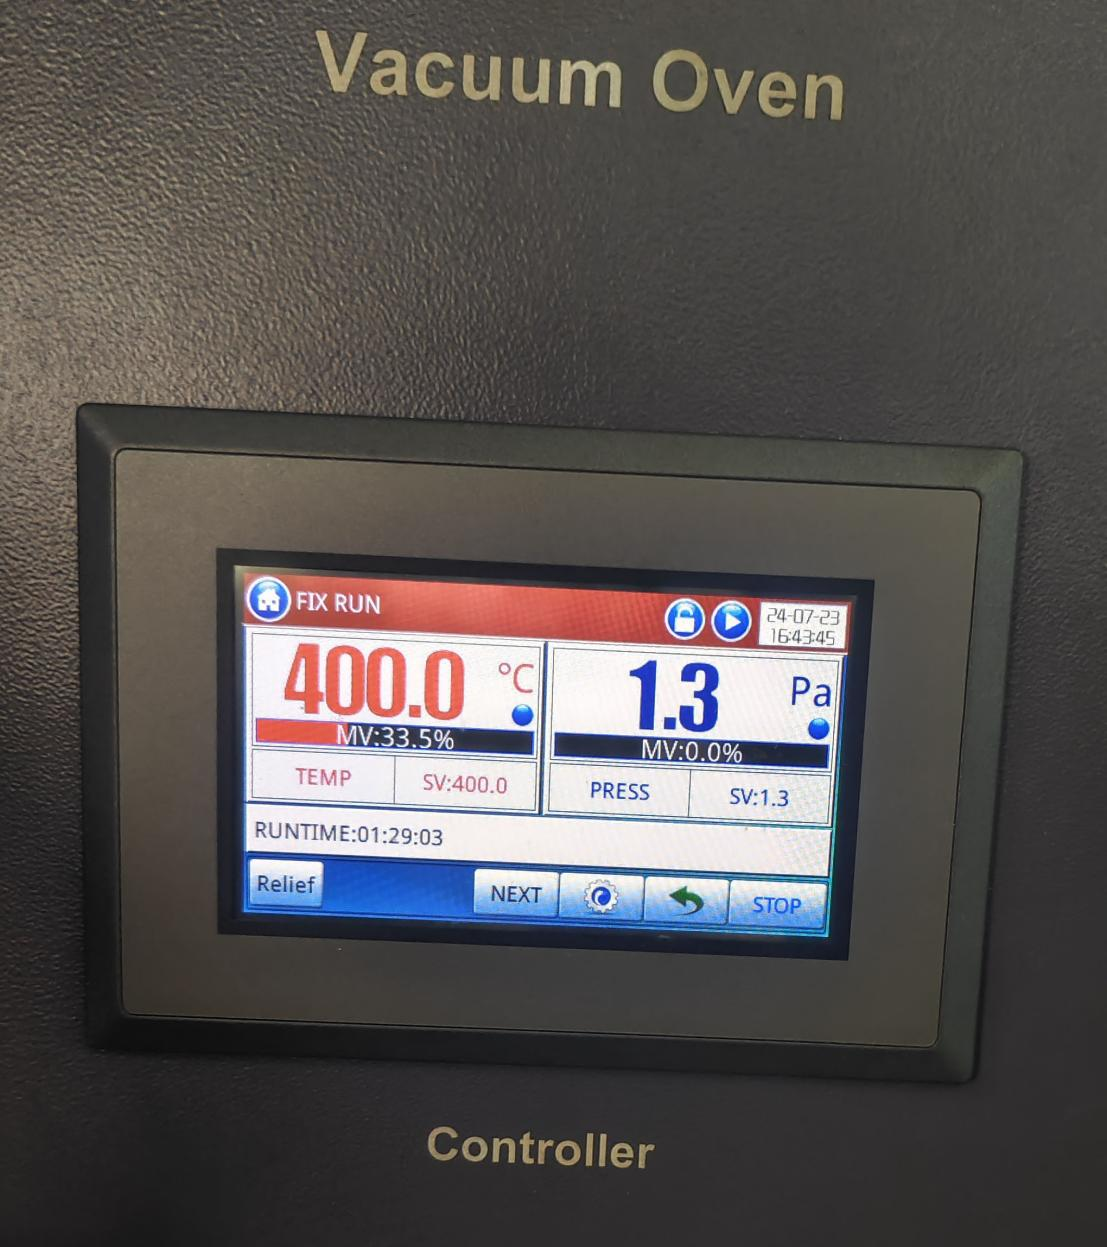 Vacuum Oven
FIX RUN
24-07-23
16:43:45
400.0 °C
MV:33.5%
TEMP
SV:400.0
1.3 Pa
MV:0.0%
PRESS
SV:1.3
RUNTIME:01:29:03
Relief
NEXT
STOP
Controller